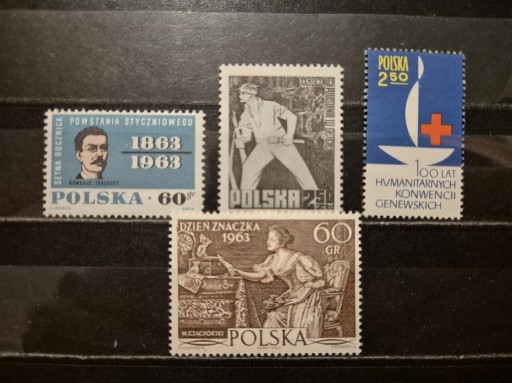 SETNA ROCZNICA
POWSTANIA STYCZNIOWEGO
1863
1963
ROMUALD TRAUGUTT
POLSKA 60 GR
POLSKA 2.50
POLSKA
2 50
100 LAT
HUMANITARNYCH
KONWENCJI
GENEWSKICH
DZIEŃ ZNACZKA
1963
60
GR
W. CZACHÓRSKI
POLSKA